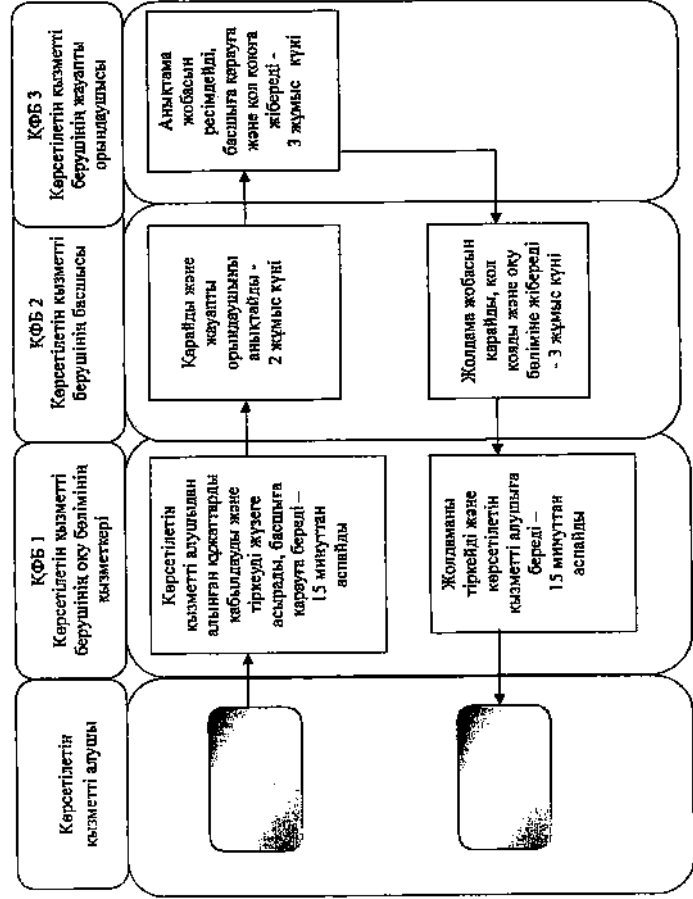 Көрсетілетін
қызметті алушы
ҚФБ 1
Көрсетілетін қызметті
берушінің оқу бөлімінің
қызметкері
ҚФБ 2
Көрсетілетін қызметті
берушінің басшысы
ҚФБ 3
Көрсетілетін қызметті
берушінің жауапты
орындаушысы
Көрсетілетін
қызметті алушыдан
алынған құжаттарды
қабылдауды және
тіркеуді жүзеге
асырады, басшыға
қарауға береді –
15 минуттан
аспайды
Қарайды және
жауапты
орындаушыны
анықтайды -
2 жұмыс күні
Анықтама
жобасын
ресімдейді,
басшыға қарауға
және қол қоюға
жібереді -
3 жұмыс күні
Жолдама жобасын
қарайды, қол
қояды және оқу
бөліміне жібереді
- 3 жұмыс күні
Жолдаманы
тіркейді және
көрсетілетін
қызметті алушыға
береді –
15 минуттан
аспайды